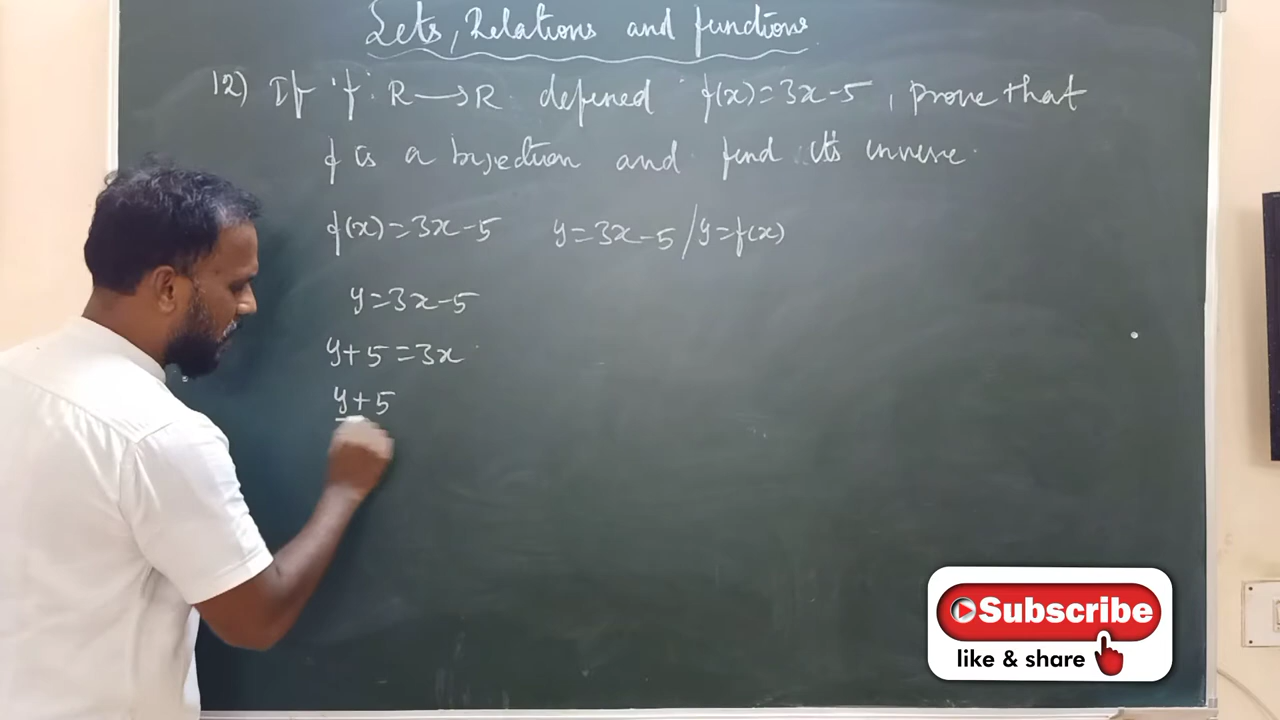 Sets, Relations and functions
12) If 'f: R → R defined f(x) = 3x - 5, prove that
f is a bijection and find its inverse.
f(x) = 3x - 5 y = 3x - 5 / y = f(x)
y = 3x - 5
y + 5 = 3x
y + 5
Subscribe
like & share